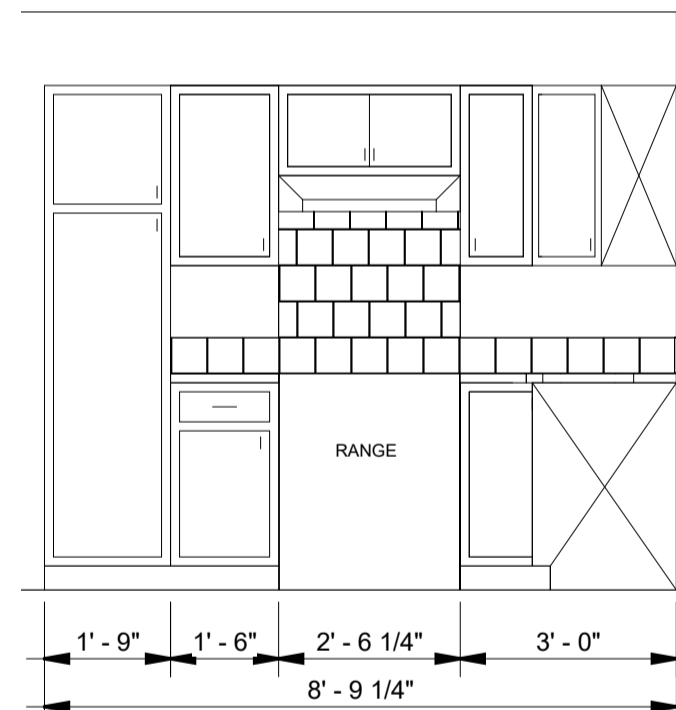 RANGE
1' - 9" 1' - 6" 2' - 6 1/4" 3' - 0"
8' - 9 1/4"